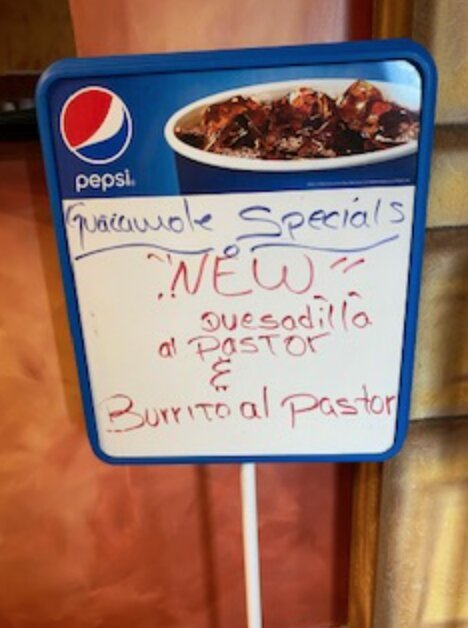 pepsi
Guacamole Specials
"NEW"
Quesadilla
al Pastor
&
Burrito al Pastor